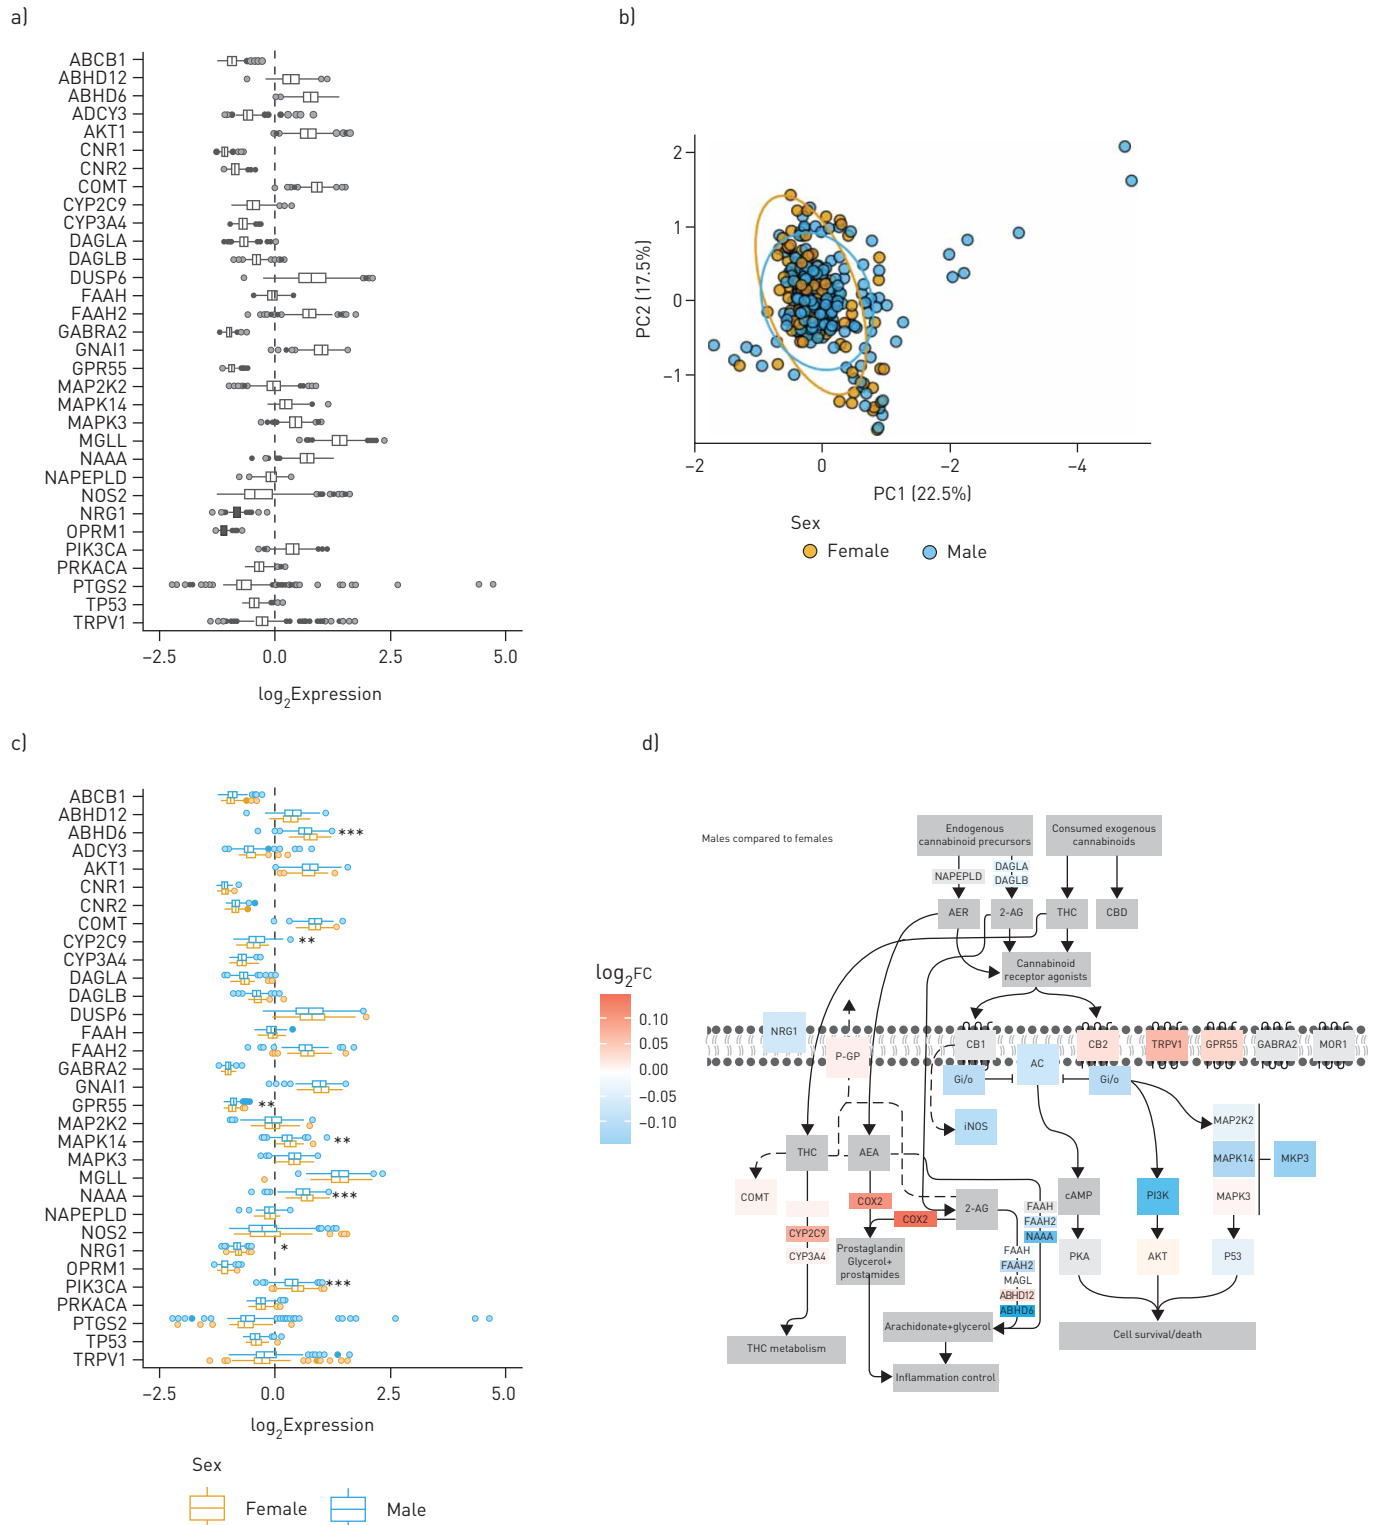 a)
ABCB1
ABHD12
ABHD6
ADCY3
AKT1
CNR1
CNR2
COMT
CYP2C9
CYP3A4
DAGLA
DAGLB
DUSP6
FAAH
FAAH2
GABRA2
GNAI1
GPR55
MAP2K2
MAPK14
MAPK3
MGLL
NAAA
NAPEPLD
NOS2
NRG1
OPRM1
PIK3CA
PRKACA
PTGS2
TP53
TRPV1
−2.5 0.0 2.5 5.0
log2Expression
b)
2
1
0
−1
PC2 (17.5%)
−2 0 −2 −4
PC1 (22.5%)
Sex
Female Male
c)
ABCB1
ABHD12
ABHD6 ***
ADCY3
AKT1
CNR1
CNR2
COMT
CYP2C9 **
CYP3A4
DAGLA
DAGLB
DUSP6
FAAH
FAAH2
GABRA2
GNAI1
GPR55 **
MAP2K2
MAPK14 **
MAPK3
MGLL
NAAA ***
NAPEPLD
NOS2
NRG1 *
OPRM1
PIK3CA ***
PRKACA
PTGS2
TP53
TRPV1
−2.5 0.0 2.5 5.0
log2Expression
Sex
Female Male
d)
Males compared to females
log2FC
0.10
0.05
0.00
−0.05
−0.10
Endogenous
cannabinoid precursors
Consumed exogenous
cannabinoids
NAPEPLD
DAGLA
DAGLB
AER 2-AG THC CBD
Cannabinoid
receptor agonists
NRG1
P-GP
CB1
AC
CB2
TRPV1
GPR55
GABRA2
MOR1
Gi/o
Gi/o
iNOS
MAP2K2
MAPK14
MAPK3
MKP3
THC
AEA
COMT
COX2
COX2
2-AG
CYP2C9
CYP3A4
Prostaglandin
Glycerol+
prostamides
FAAH
FAAH2
NAAA
FAAH
FAAH2
MAGL
ABHD12
ABHD6
cAMP
PI3K
PKA
AKT
P53
Arachidonate+glycerol
Cell survival/death
THC metabolism
Inflammation control